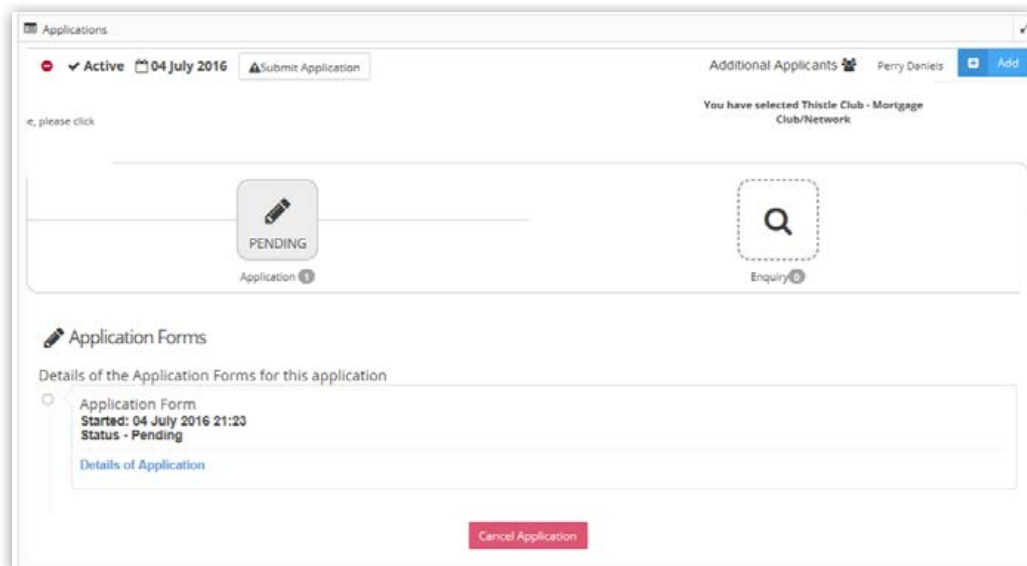 Applications
Active 04 July 2016 Submit Application Additional Applicants Perry Daniels Add
You have selected Thistle Club - Mortgage
Club/Network
e, please click
PENDING
Application 1
Enquiry 0
Application Forms
Details of the Application Forms for this application
Application Form
Started: 04 July 2016 21:23
Status - Pending
Details of Application
Cancel Application